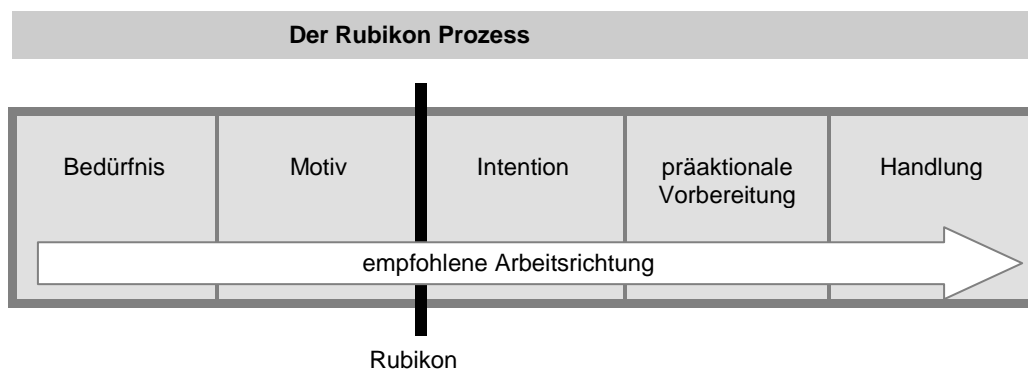 Der Rubikon Prozess
Bedürfnis
Motiv
Intention
präaktionale
Vorbereitung
Handlung
empfohlene Arbeitsrichtung
Rubikon